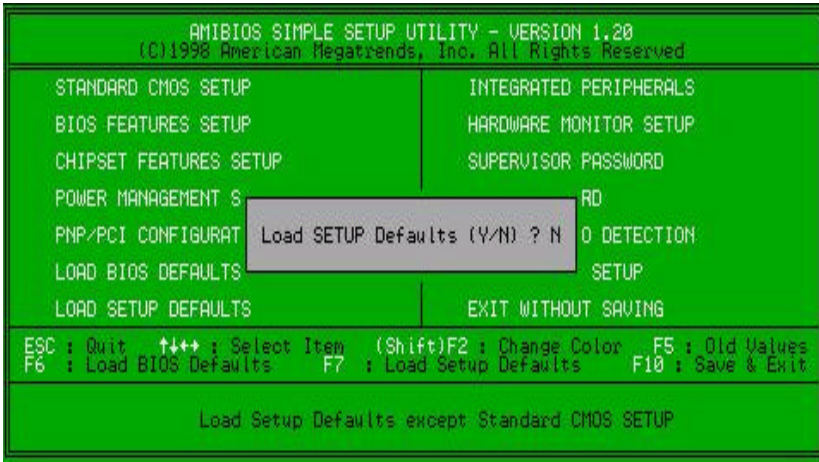 AMIBIOS SIMPLE SETUP UTILITY - VERSION 1.20
(C)1998 American Megatrends, Inc. All Rights Reserved
STANDARD CMOS SETUP
BIOS FEATURES SETUP
CHIPSET FEATURES SETUP
POWER MANAGEMENT S
PNP/PCI CONFIGURAT
LOAD BIOS DEFAULTS
LOAD SETUP DEFAULTS
INTEGRATED PERIPHERALS
HARDWARE MONITOR SETUP
SUPERVISOR PASSWORD
RD
O DETECTION
SETUP
EXIT WITHOUT SAVING
Load SETUP Defaults (Y/N) ? N
ESC : Quit ↑↓←→ : Select Item (Shift)F2 : Change Color F5 : Old Values
F6 : Load BIOS Defaults F7 : Load Setup Defaults F10 : Save & Exit
Load Setup Defaults except Standard CMOS SETUP